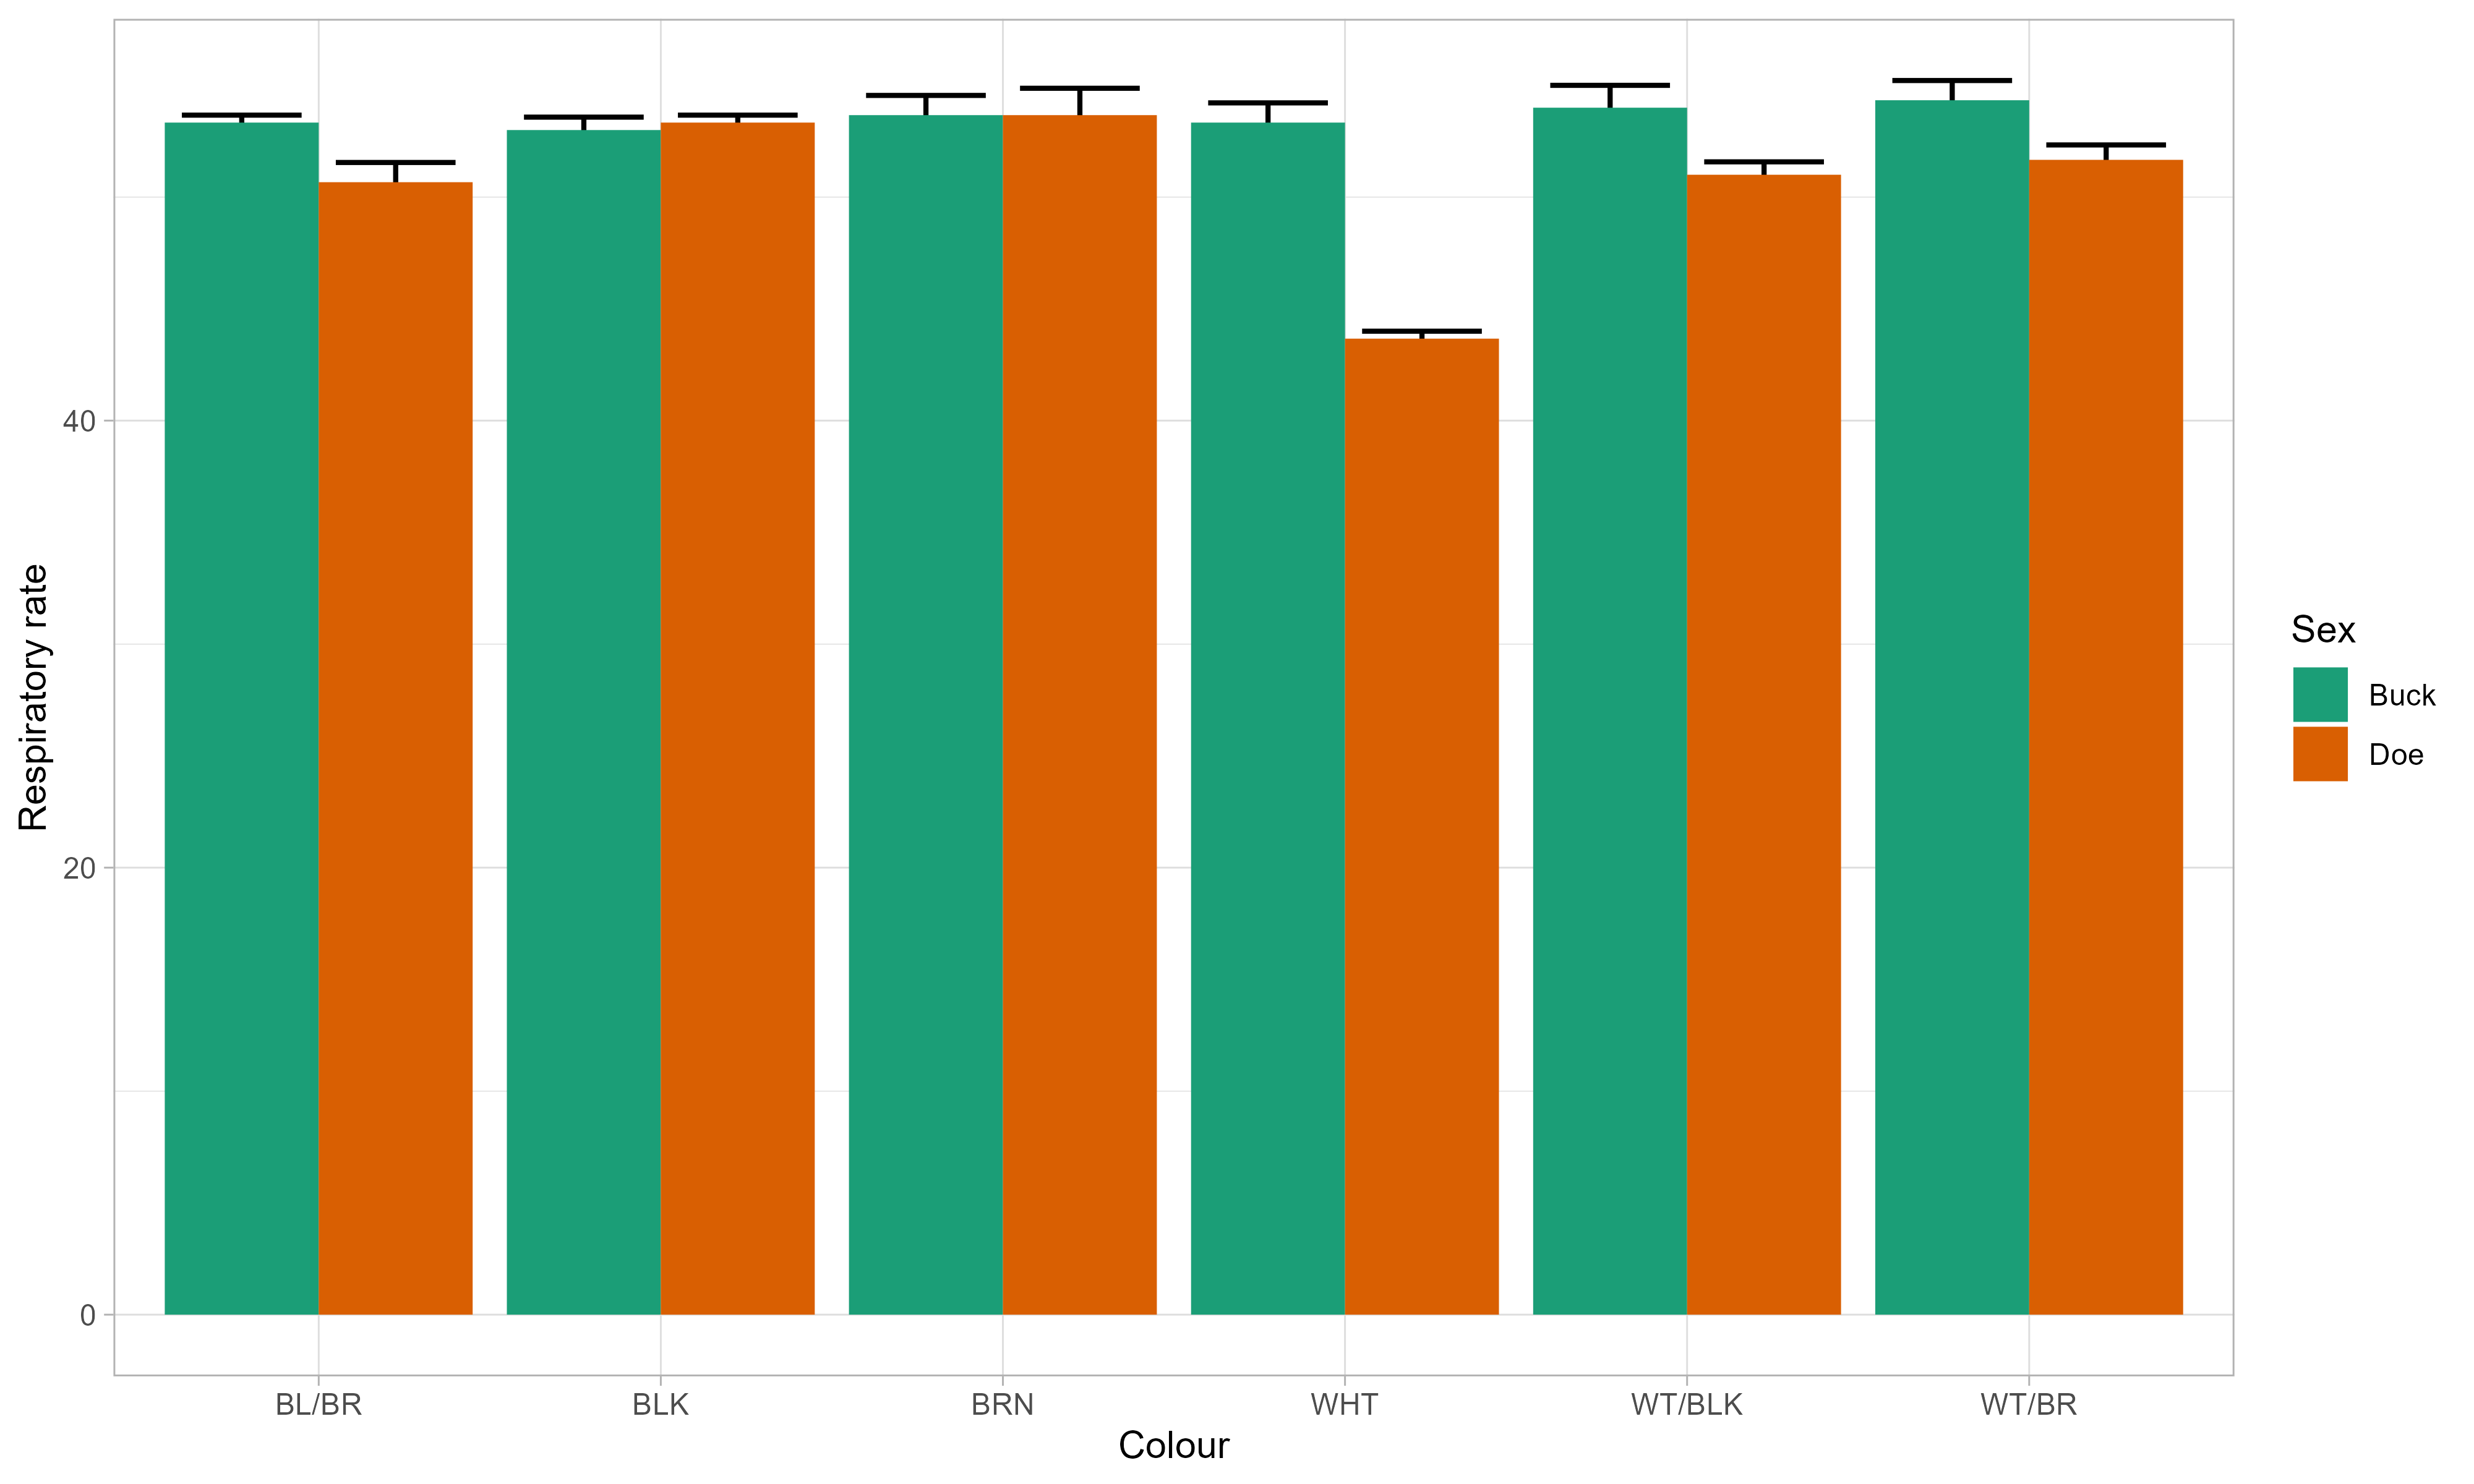 Respiratory rate
40
20
0
BL/BR BLK BRN WHT WT/BLK WT/BR
Colour
Sex
Buck
Doe